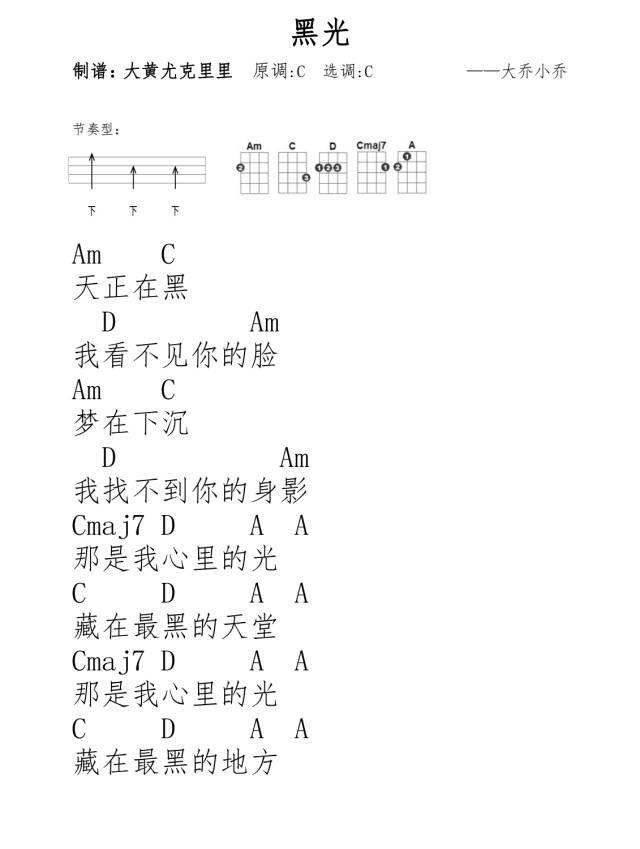 黑光
制谱：大黄尤克里里 原调:C 选调:C ——大乔小乔
节奏型：
Am C D Cmaj7 A
2 3 1 2 3 1 2 1
下 下 下
Am C
天正在黑
D Am
我看不见你的脸
Am C
梦在下沉
D Am
我找不到你的身影
Cmaj7 D A A
那是我心里的光
C D A A
藏在最黑的天堂
Cmaj7 D A A
那是我心里的光
C D A A
藏在最黑的地方